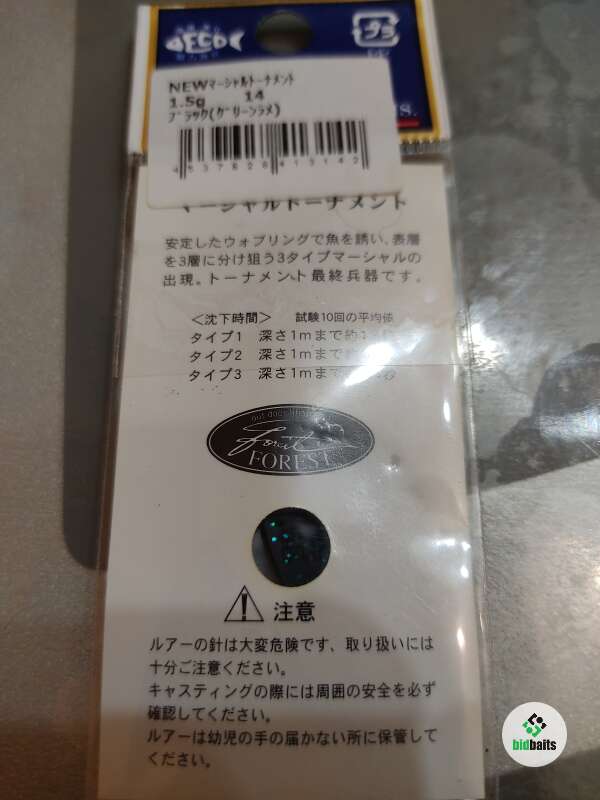 ECO
プラ
NEWマーシャルトーナメント
1.5g 14
ブラック(グリーンラメ)
4537628413142
マーシャルトーナメント
安定したウォブリングで魚を誘い、表層
を3層に分け狙う3タイプマーシャルの
出現。トーナメント最終兵器です。
＜沈下時間＞ 試験10回の平均値
タイプ1 深さ1mまで約
タイプ2 深さ1mまで
タイプ3 深さ1mまで
FOREST
注意
ルアーの針は大変危険です、取り扱いには
十分ご注意ください。
キャスティングの際には周囲の安全を必ず
確認してください。
ルアーは幼児の手の届かない所に保管して
ください。
bidbaits